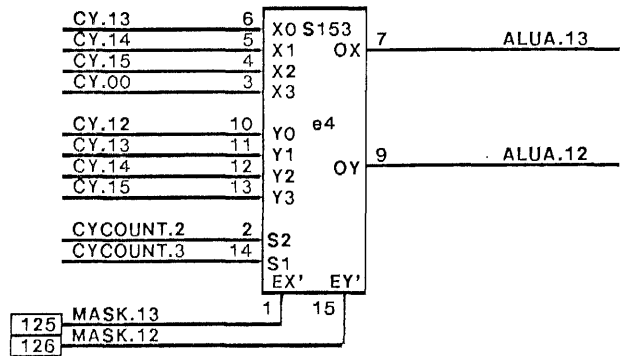 CY.13 6 X0 S153
CY.14 5 X1 OX 7 ALUA.13
CY.15 4 X2
CY.00 3 X3
CY.12 10 Y0 e4
CY.13 11 Y1
CY.14 12 Y2 OY 9 ALUA.12
CY.15 13 Y3
CYCOUNT.2 2 S2
CYCOUNT.3 14 S1
EX' EY'
1 15
125 MASK.13
126 MASK.12